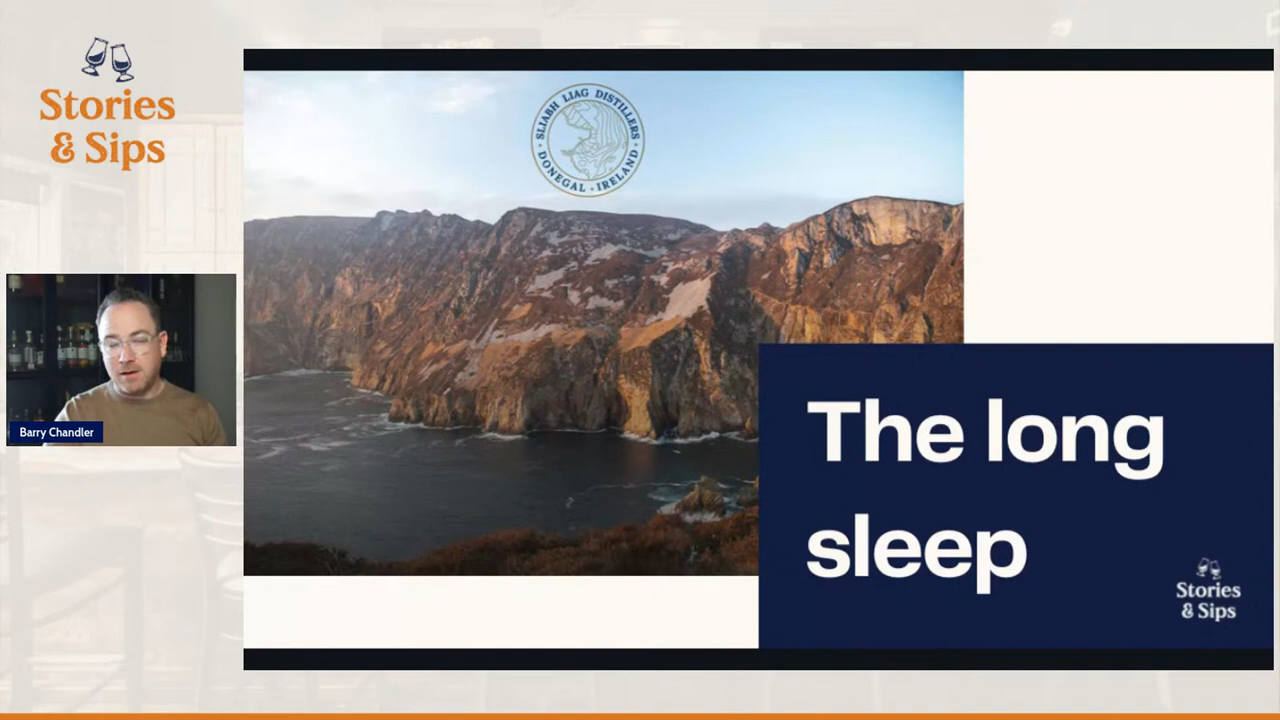 Stories
& Sips
Barry Chandler
SLIABH LIAG DISTILLERS
DONEGAL · IRELAND
The long
sleep
Stories
& Sips